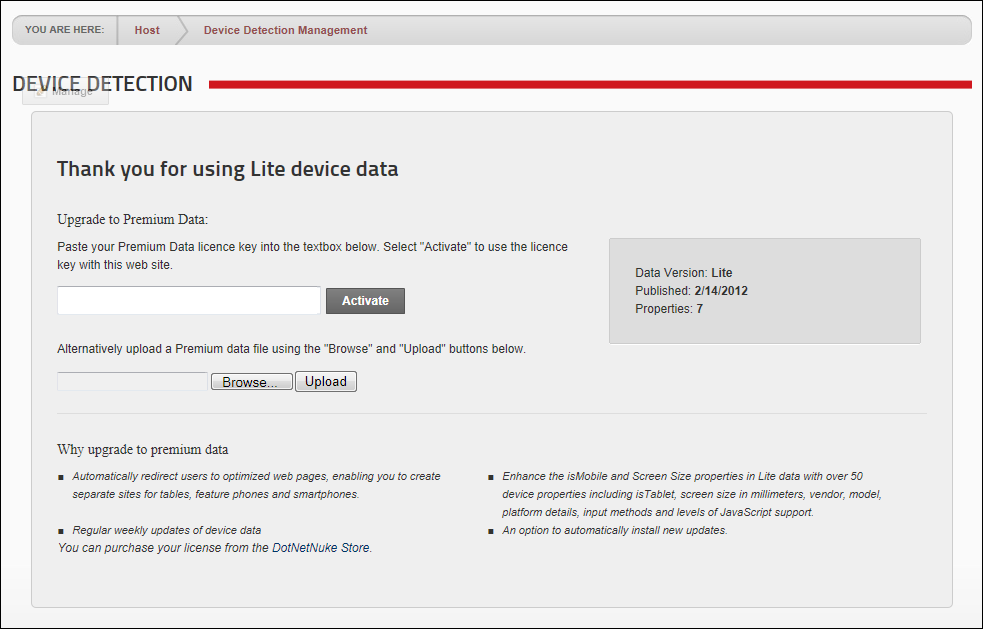 YOU ARE HERE: Host Device Detection Management
DEVICE DETECTION
Manage
Thank you for using Lite device data
Upgrade to Premium Data:
Paste your Premium Data licence key into the textbox below. Select "Activate" to use the licence
key with this web site.
Activate
Data Version: Lite
Published: 2/14/2012
Properties: 7
Alternatively upload a Premium data file using the "Browse" and "Upload" buttons below.
Browse... Upload
Why upgrade to premium data
Automatically redirect users to optimized web pages, enabling you to create
separate sites for tables, feature phones and smartphones.
Regular weekly updates of device data
You can purchase your license from the DotNetNuke Store.
Enhance the isMobile and Screen Size properties in Lite data with over 50
device properties including isTablet, screen size in millimeters, vendor, model,
platform details, input methods and levels of JavaScript support.
An option to automatically install new updates.